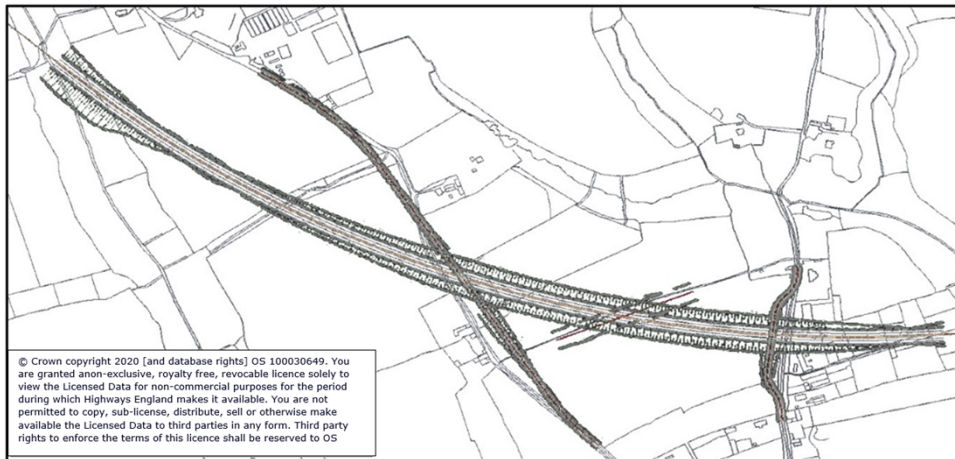 © Crown copyright 2020 [and database rights] OS 100030649. You
are granted anon-exclusive, royalty free, revocable licence solely to
view the Licensed Data for non-commercial purposes for the period
during which Highways England makes it available. You are not
permitted to copy, sub-license, distribute, sell or otherwise make
available the Licensed Data to third parties in any form. Third party
rights to enforce the terms of this licence shall be reserved to OS